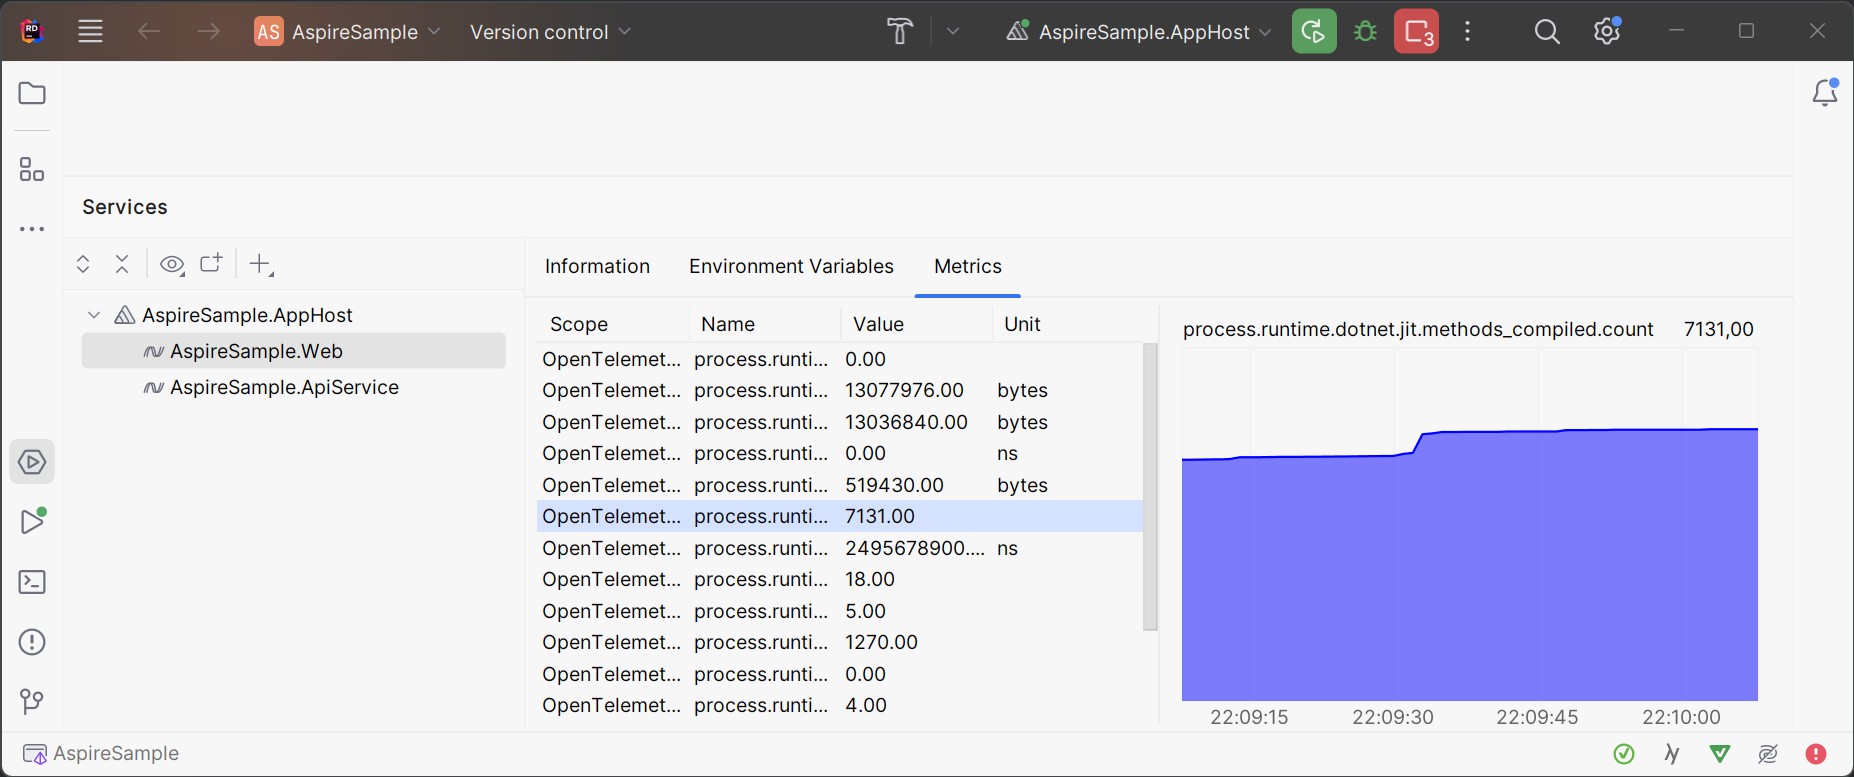 RD
AS AspireSample
Version control
AspireSample.AppHost
3
Services
Information Environment Variables Metrics
AspireSample.AppHost
AspireSample.Web
AspireSample.ApiService
Scope Name Value Unit
OpenTelemet... process.runti... 0.00
OpenTelemet... process.runti... 13077976.00 bytes
OpenTelemet... process.runti... 13036840.00 bytes
OpenTelemet... process.runti... 0.00 ns
OpenTelemet... process.runti... 519430.00 bytes
OpenTelemet... process.runti... 7131.00
OpenTelemet... process.runti... 2495678900.... ns
OpenTelemet... process.runti... 18.00
OpenTelemet... process.runti... 5.00
OpenTelemet... process.runti... 1270.00
OpenTelemet... process.runti... 0.00
OpenTelemet... process.runti... 4.00
process.runtime.dotnet.jit.methods_compiled.count 7131,00
22:09:15 22:09:30 22:09:45 22:10:00
AspireSample